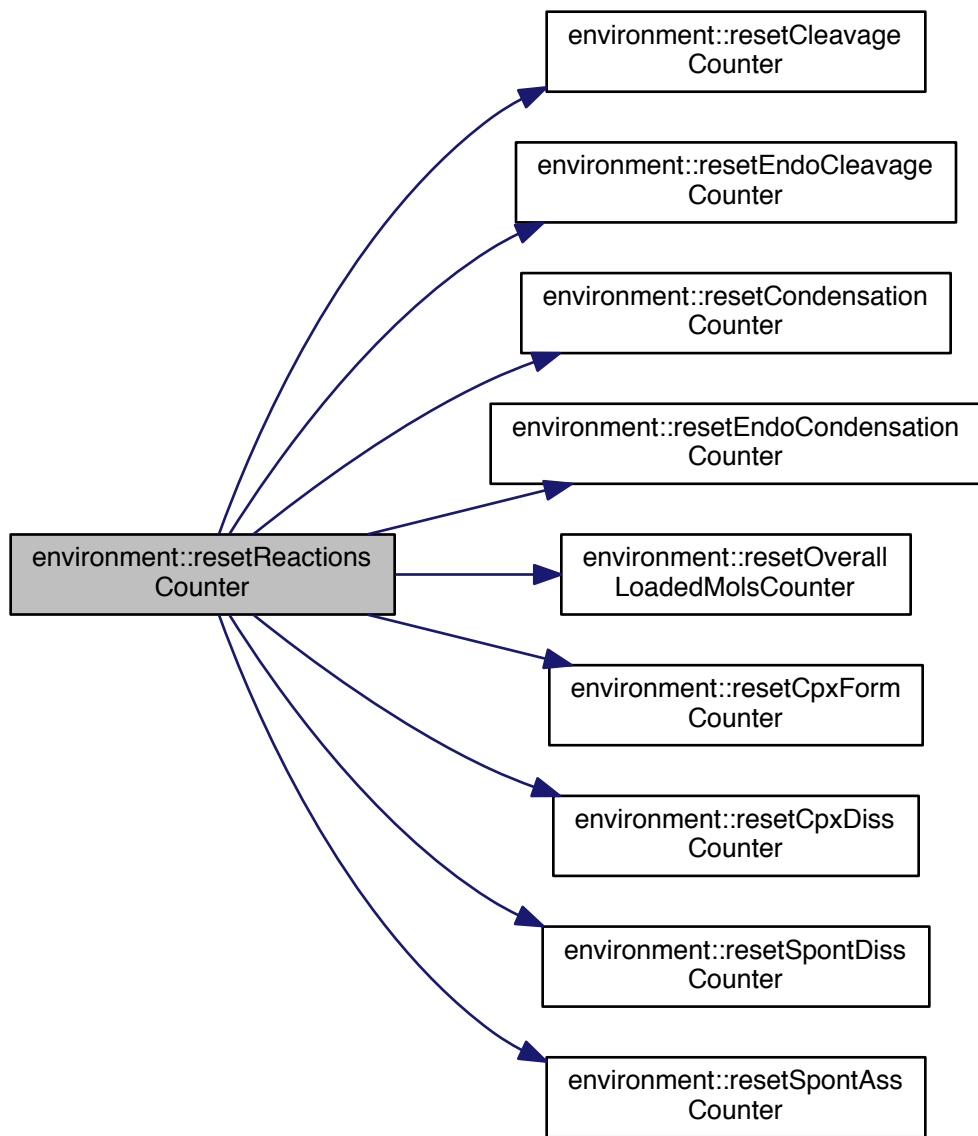 environment::resetCleavage
Counter
environment::resetEndoCleavage
Counter
environment::resetCondensation
Counter
environment::resetEndoCondensation
Counter
environment::resetReactions
Counter
environment::resetOverall
LoadedMolsCounter
environment::resetCpxForm
Counter
environment::resetCpxDiss
Counter
environment::resetSpontDiss
Counter
environment::resetSpontAss
Counter